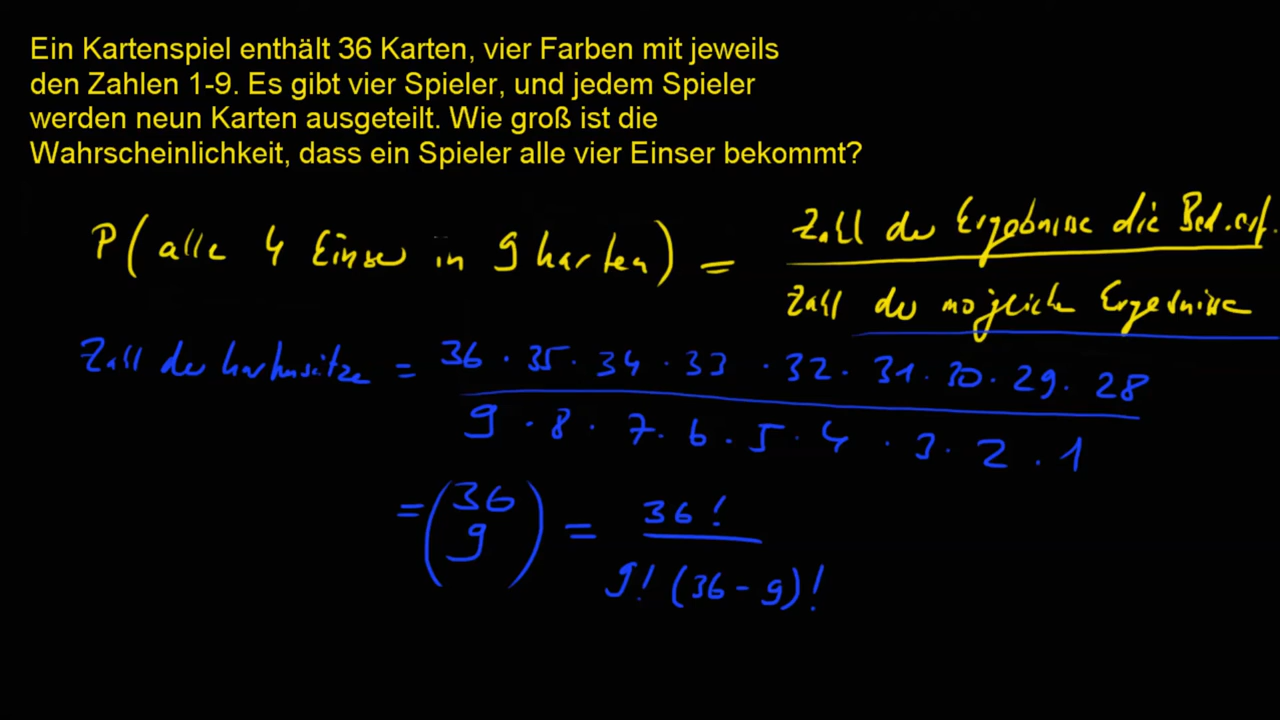 Ein Kartenspiel enthält 36 Karten, vier Farben mit jeweils
den Zahlen 1-9. Es gibt vier Spieler, und jedem Spieler
werden neun Karten ausgeteilt. Wie groß ist die
Wahrscheinlichkeit, dass ein Spieler alle vier Einser bekommt?
P(alle 4 Einser in 9 Karten) =
Zahl der Ergebnisse die Bed. erf.
Zahl der möglichen Ergebnisse
Zahl der Kartensätze = 36 · 35 · 34 · 33 · 32 · 31 · 30 · 29 · 28
9 · 8 · 7 · 6 · 5 · 4 · 3 · 2 · 1
= (36 9) = 36!
9! (36 - 9)!